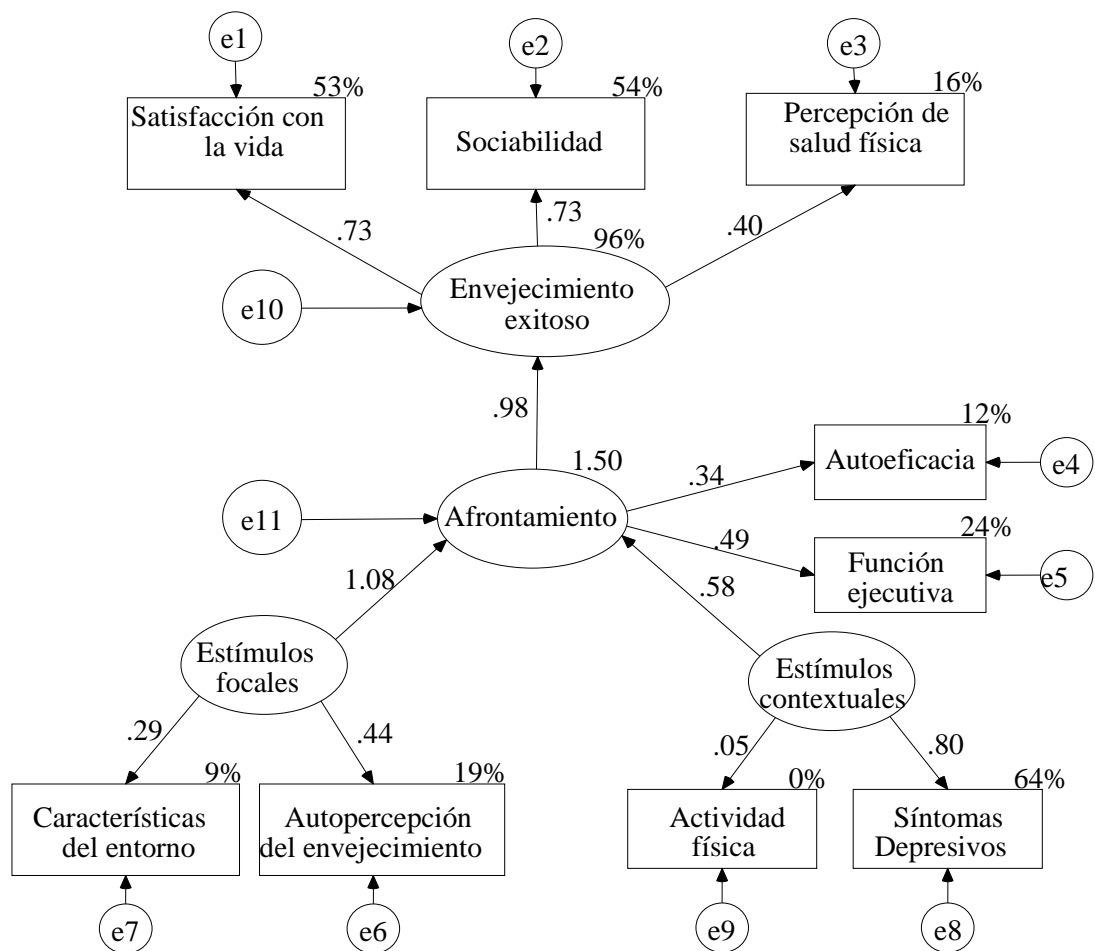 e1
e2
e3
53%
54%
16%
Satisfacción con
la vida
Sociabilidad
Percepción de
salud física
.73
.73
.40
96%
Envejecimiento
exitoso
e10
.98
12%
Autoeficacia
e4
1.50
.34
Afrontamiento
e11
.49
24%
Función
ejecutiva
e5
1.08
.58
Estímulos
focales
Estímulos
contextuales
.29
.44
.05
.80
9%
19%
0%
64%
Características
del entorno
Autopercepción
del envejecimiento
Actividad
física
Síntomas
Depresivos
e7
e6
e9
e8